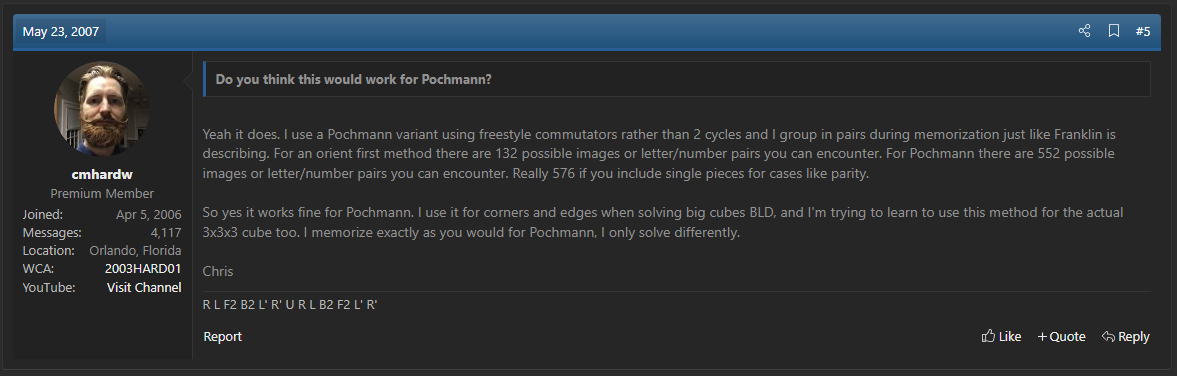 May 23, 2007
#5
cmhardw
Premium Member
Joined: Apr 5, 2006
Messages: 4,117
Location: Orlando, Florida
WCA: 2003HARD01
YouTube: Visit Channel
Do you think this would work for Pochmann?
Yeah it does. I use a Pochmann variant using freestyle commutators rather than 2 cycles and I group in pairs during memorization just like Franklin is
describing. For an orient first method there are 132 possible images or letter/number pairs you can encounter. For Pochmann there are 552 possible
images or letter/number pairs you can encounter. Really 576 if you include single pieces for cases like parity.
So yes it works fine for Pochmann. I use it for corners and edges when solving big cubes BLD, and I'm trying to learn to use this method for the actual
3x3x3 cube too. I memorize exactly as you would for Pochmann, I only solve differently.
Chris
R L F2 B2 L' R' U R L B2 F2 L' R'
Report
Like
+ Quote
Reply